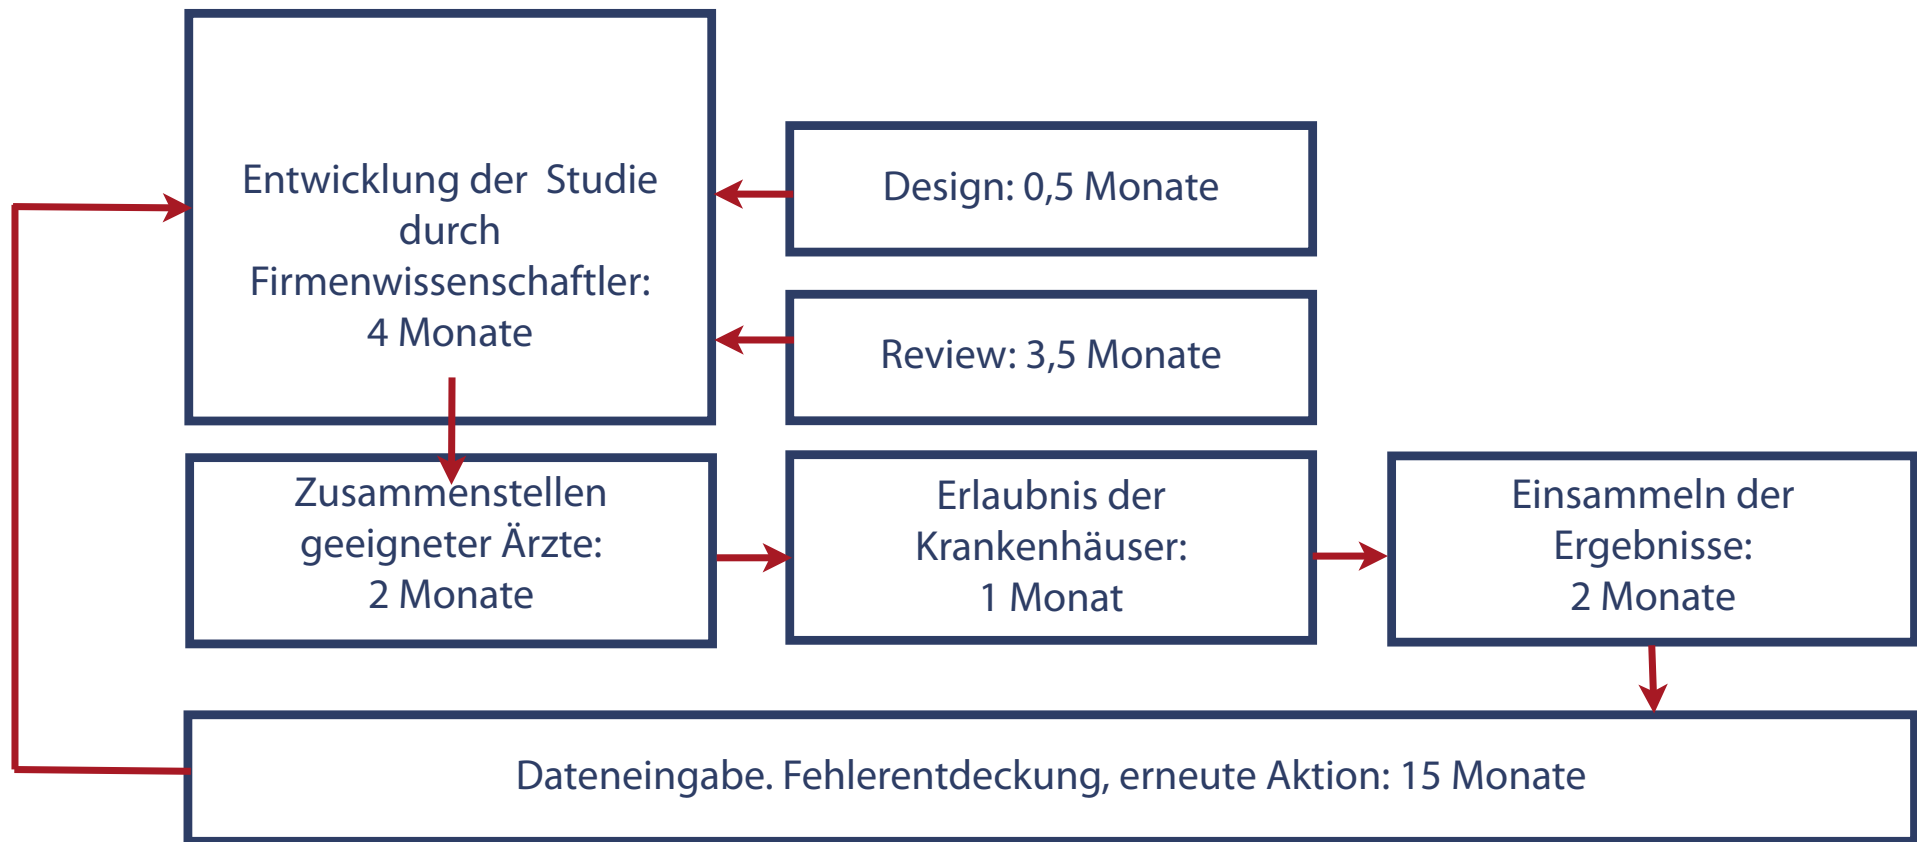 Entwicklung der Studie
durch
Firmenwissenschaftler:
4 Monate
Design: 0,5 Monate
Review: 3,5 Monate
Zusammenstellen
geeigneter Ärzte:
2 Monate
Erlaubnis der
Krankenhäuser:
1 Monat
Einsammeln der
Ergebnisse:
2 Monate
Dateneingabe. Fehlerentdeckung, erneute Aktion: 15 Monate